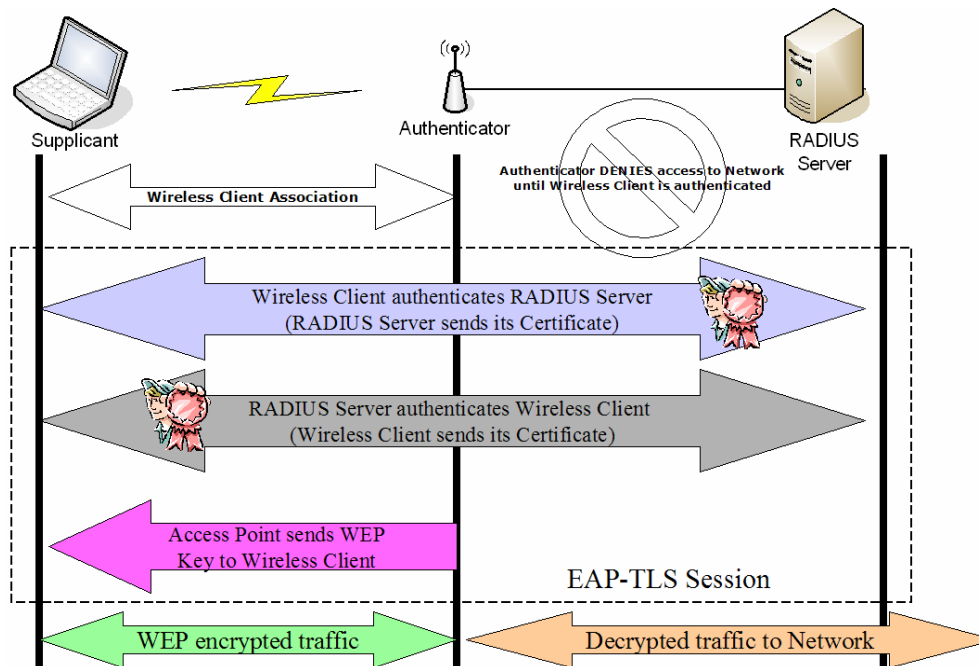 Supplicant
Authenticator
RADIUS
Server
Authenticator DENIES access to Network
until Wireless Client is authenticated
Wireless Client Association
Wireless Client authenticates RADIUS Server
(RADIUS Server sends its Certificate)
RADIUS Server authenticates Wireless Client
(Wireless Client sends its Certificate)
Access Point sends WEP
Key to Wireless Client
EAP-TLS Session
WEP encrypted traffic
Decrypted traffic to Network